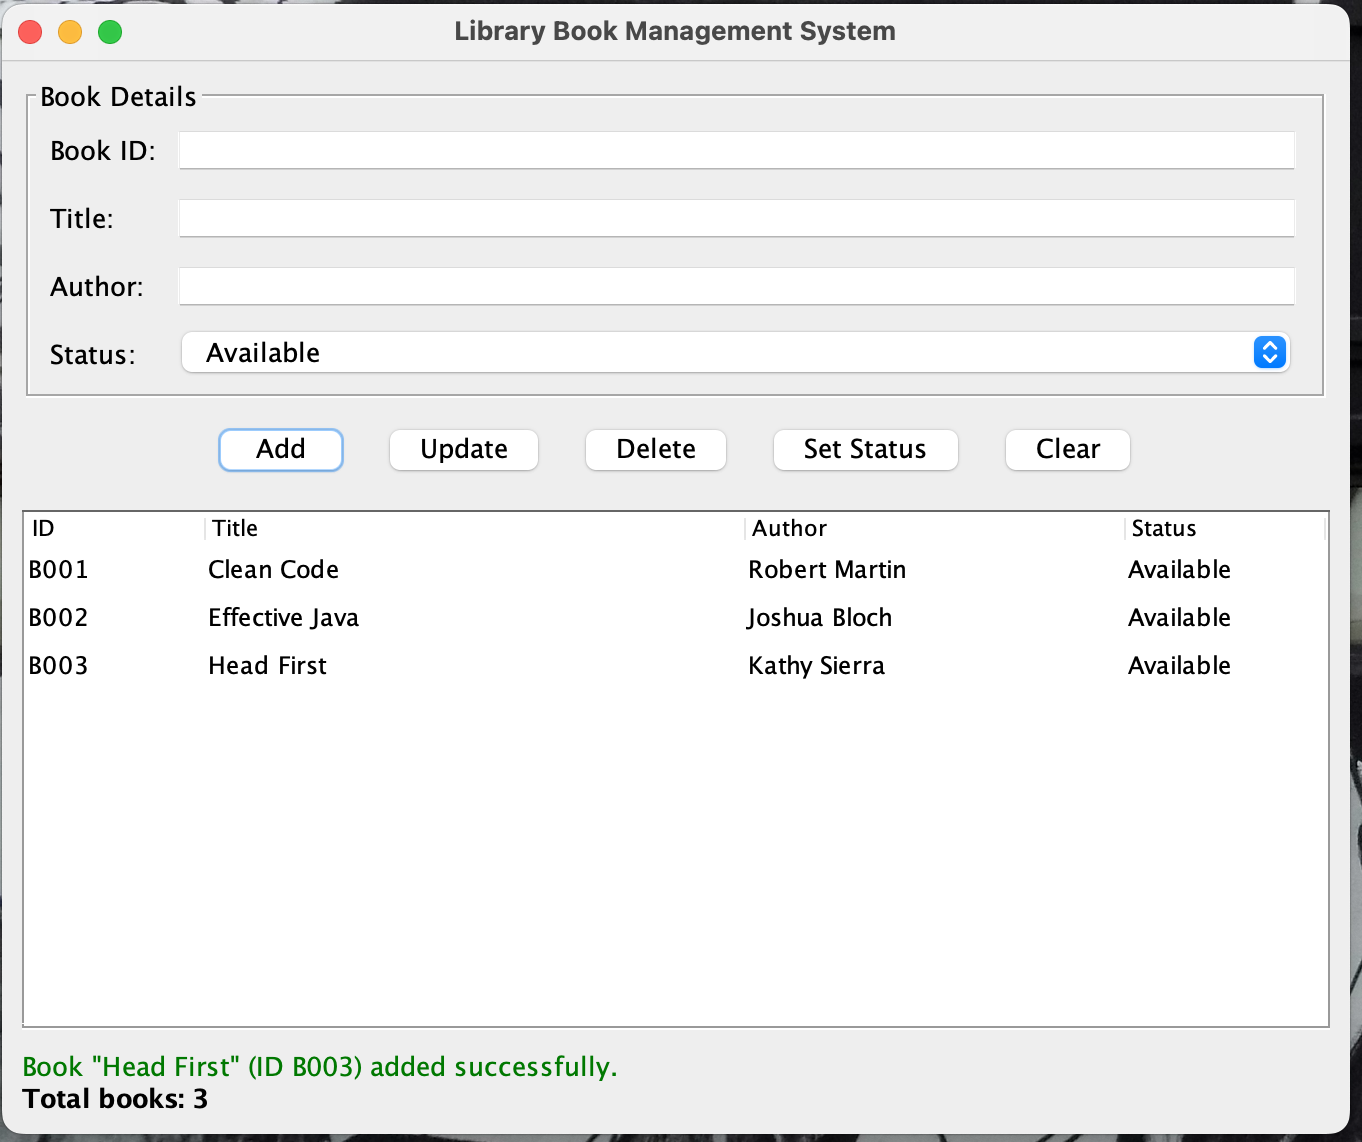 Library Book Management System
Book Details
Book ID:
Title:
Author:
Status: Available
Add Update Delete Set Status Clear
ID Title Author Status
B001 Clean Code Robert Martin Available
B002 Effective Java Joshua Bloch Available
B003 Head First Kathy Sierra Available
Book "Head First" (ID B003) added successfully.
Total books: 3